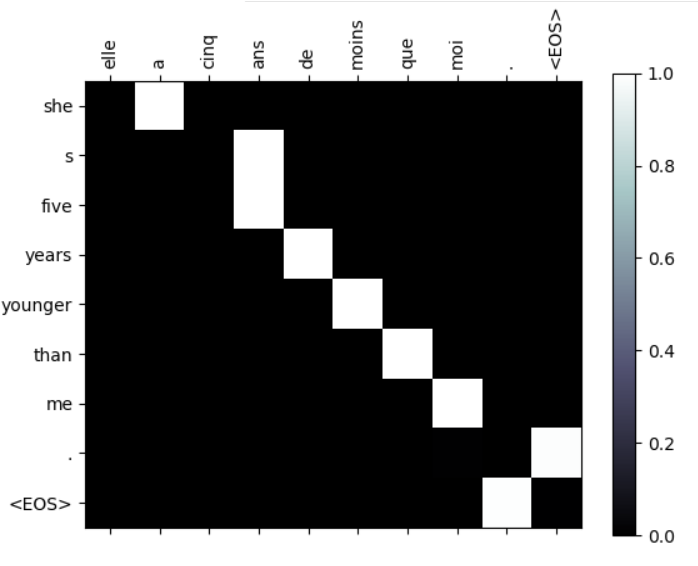 elle a cinq ans de moins que moi . <EOS>
she
s
five
years
younger
than
me
.
<EOS>
1.0
0.8
0.6
0.4
0.2
0.0